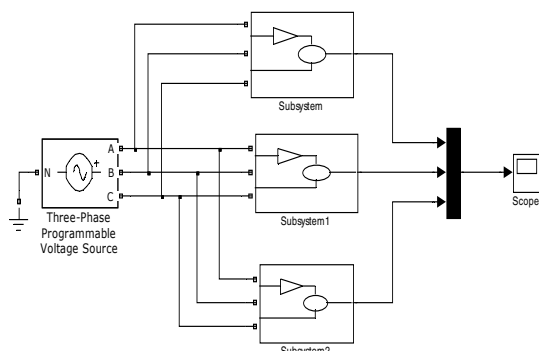 Subsystem
A
N
+
B
C
Subsystem1
Three-Phase
Programmable
Voltage Source
Scope
Subsystem2